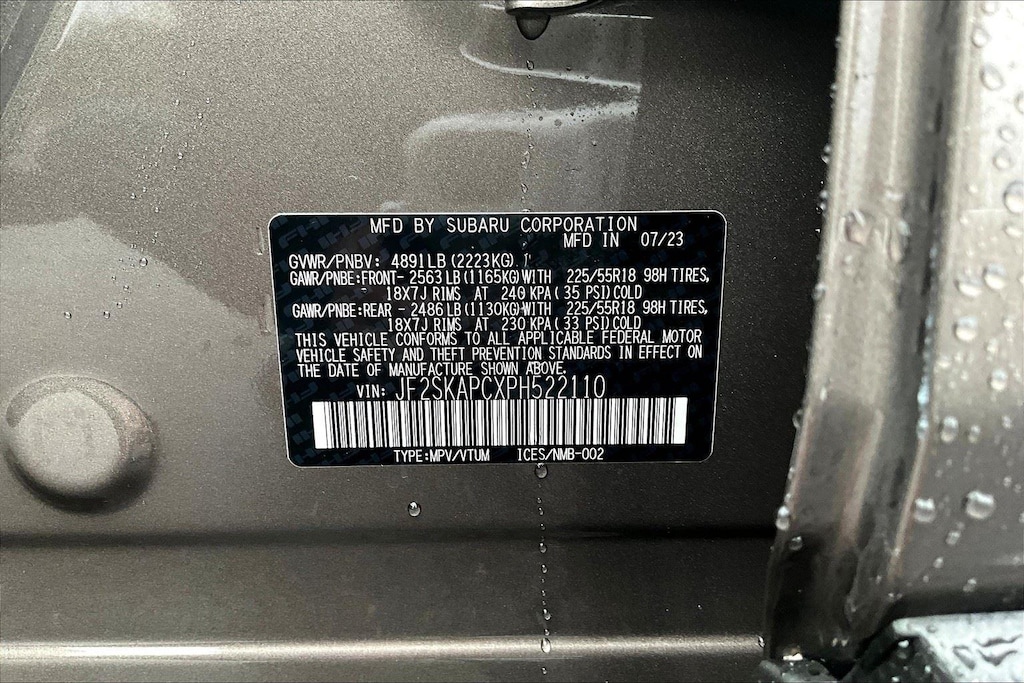 MFD BY SUBARU CORPORATION
MFD IN 07/23
GVWR/PNBV: 4891LB(2223KG)
GAWR/PNBE:FRONT- 2563LB(1165KG)WITH 225/55R18 98H TIRES,
18X7J RIMS AT 240 KPA(35 PSI)COLD
GAWR/PNBE:REAR - 2486LB(1130KG)WITH 225/55R18 98H TIRES,
18X7J RIMS AT 230 KPA(33 PSI)COLD
THIS VEHICLE CONFORMS TO ALL APPLICABLE FEDERAL MOTOR
VEHICLE SAFETY AND THEFT PREVENTION STANDARDS IN EFFECT ON
THE DATE OF MANUFACTURE SHOWN ABOVE.
VIN: JF2SKAPCXPH522110
TYPE:MPV/VTUM ICES/NMB-002